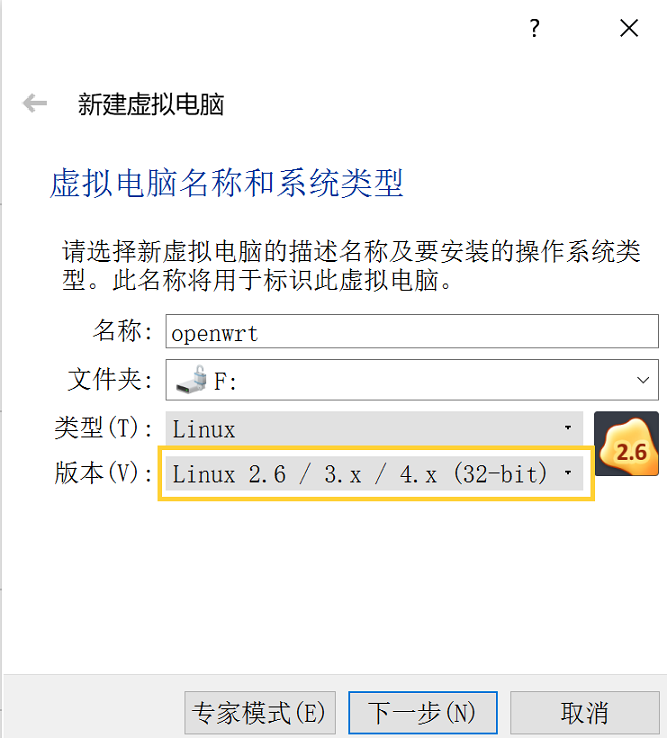 ?
新建虚拟电脑
虚拟电脑名称和系统类型
请选择新虚拟电脑的描述名称及要安装的操作系统类
型。此名称将用于标识此虚拟电脑。
名称: openwrt
文件夹: F:
类型(T): Linux
版本(V): Linux 2.6 / 3.x / 4.x (32-bit)
2.6
专家模式(E) 下一步(N) 取消